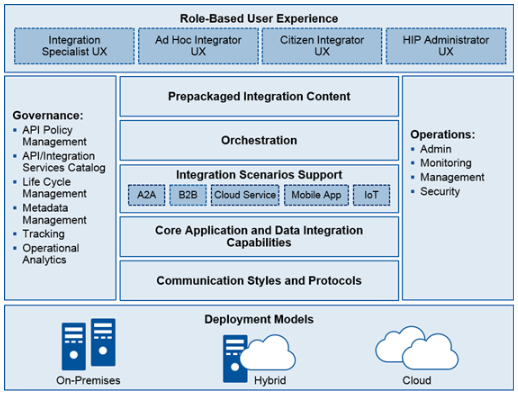 Role-Based User Experience
Integration
Specialist UX
Ad Hoc Integrator
UX
Citizen Integrator
UX
HIP Administrator
UX
Governance:
API Policy
Management
API/Integration
Services Catalog
Life Cycle
Management
Metadata
Management
Tracking
Operational
Analytics
Prepackaged Integration Content
Orchestration
Integration Scenarios Support
A2A
B2B
Cloud Service
Mobile App
IoT
Core Application and Data Integration
Capabilities
Communication Styles and Protocols
Operations:
Admin
Monitoring
Management
Security
Deployment Models
On-Premises
Hybrid
Cloud